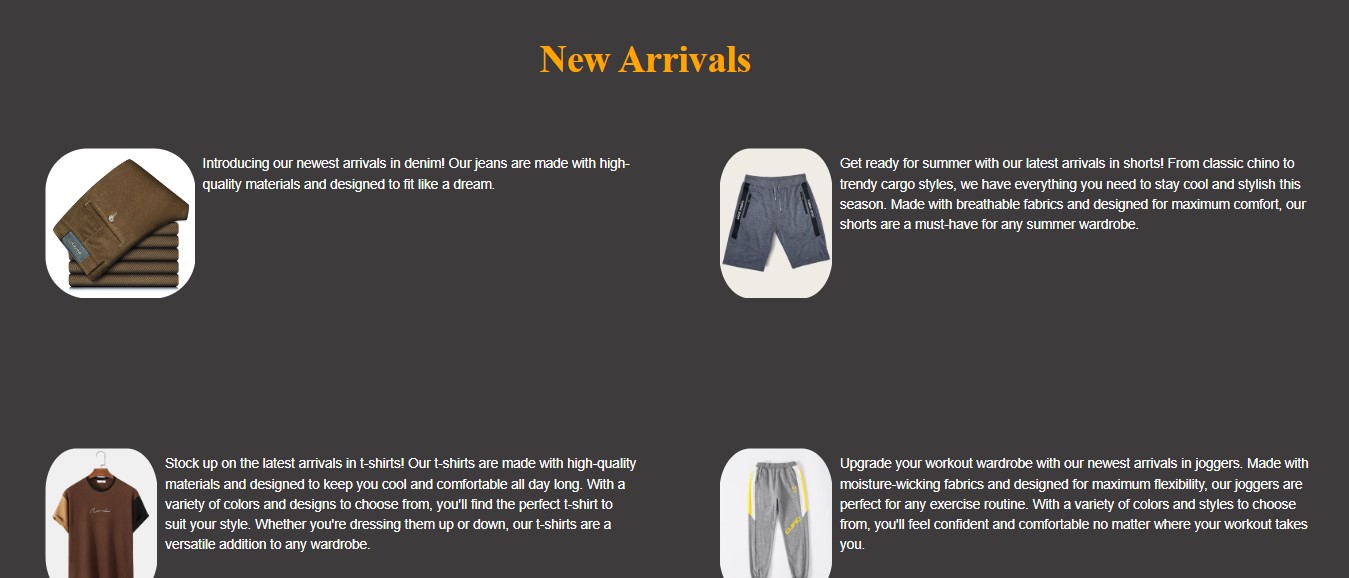 New Arrivals
Introducing our newest arrivals in denim! Our jeans are made with high-
quality materials and designed to fit like a dream.
Get ready for summer with our latest arrivals in shorts! From classic chino to
trendy cargo styles, we have everything you need to stay cool and stylish this
season. Made with breathable fabrics and designed for maximum comfort, our
shorts are a must-have for any summer wardrobe.
Stock up on the latest arrivals in t-shirts! Our t-shirts are made with high-quality
materials and designed to keep you cool and comfortable all day long. With a
variety of colors and designs to choose from, you'll find the perfect t-shirt to
suit your style. Whether you're dressing them up or down, our t-shirts are a
versatile addition to any wardrobe.
Upgrade your workout wardrobe with our newest arrivals in joggers. Made with
moisture-wicking fabrics and designed for maximum flexibility, our joggers are
perfect for any exercise routine. With a variety of colors and styles to choose
from, you'll feel confident and comfortable no matter where your workout takes
you.